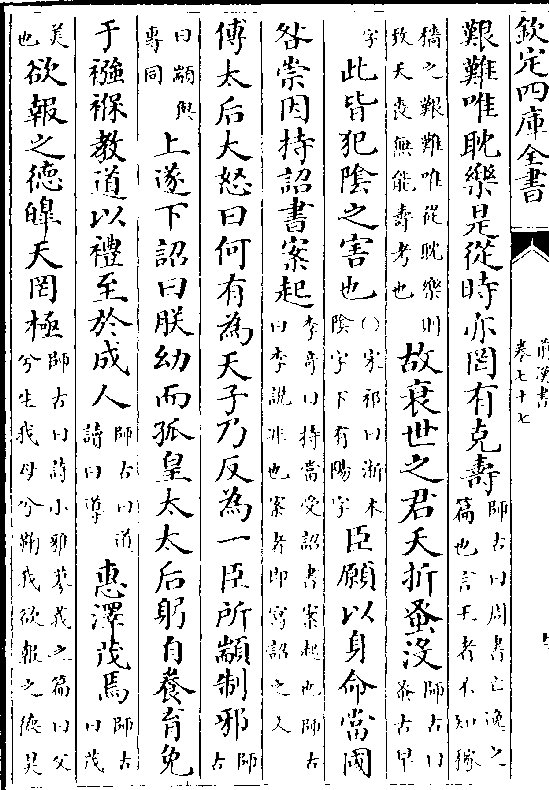 欽定四庫全書
前漢書
卷七十七
艱難唯耽樂是從時亦罔有克壽師古曰周書亡逸之篇也言王者不知稼
穡之艱難唯從耽樂則致夭喪無能壽考也故衰世之君夭折蚤沒師古曰蚤古早
字此皆犯隂之害也〇宋祁曰浙本隂字下有陽字臣願以身命當國
咎崇因持詔書案起李奇曰持當受詔書案起也師古曰李說非也案者即寫詔之文
傅太后大怒曰何有為天子乃反為一臣所顓制邪師古
曰顓與專同上遂下詔曰朕幼而孤皇太太后躬自養育免
于襁褓教道以禮至於成人師古曰道讀曰導惠澤茂焉師古曰茂
美也欲報之德皥天罔極師古曰詩小雅蓼莪之篇曰父兮生我母兮鞠我欲報之德昊